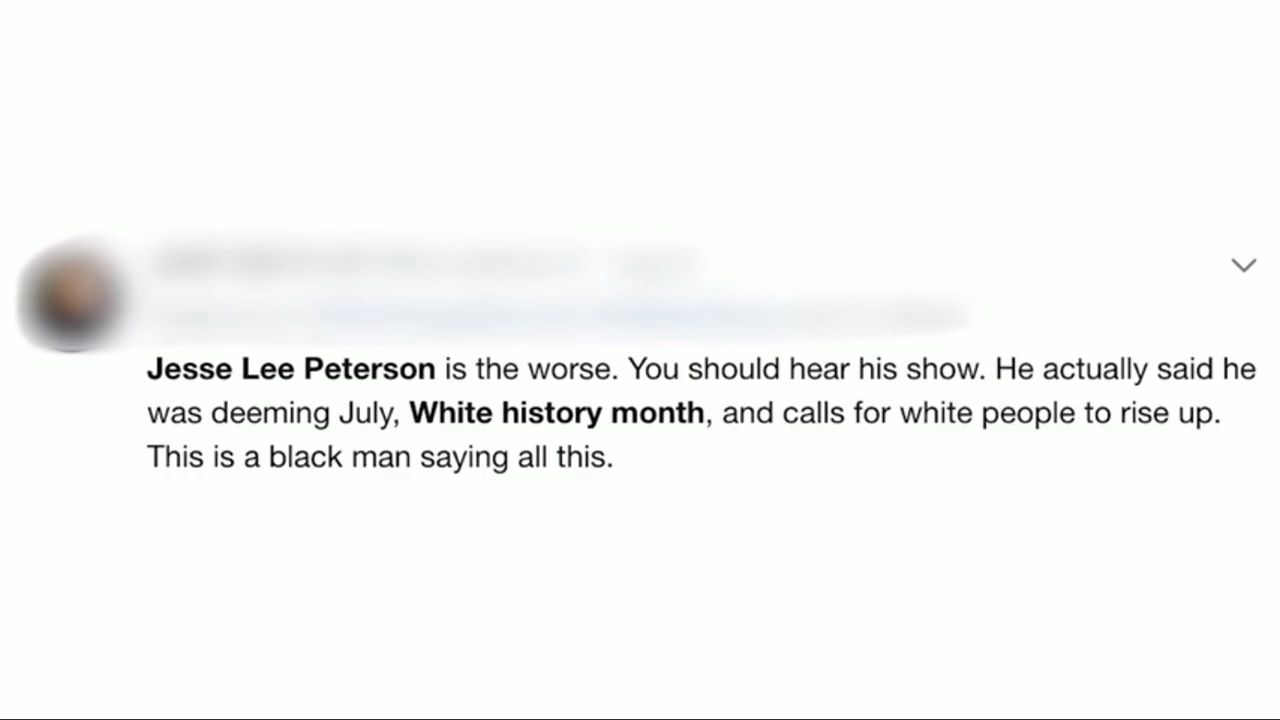 Jesse Lee Peterson is the worse. You should hear his show. He actually said he
was deeming July, White history month, and calls for white people to rise up.
This is a black man saying all this.